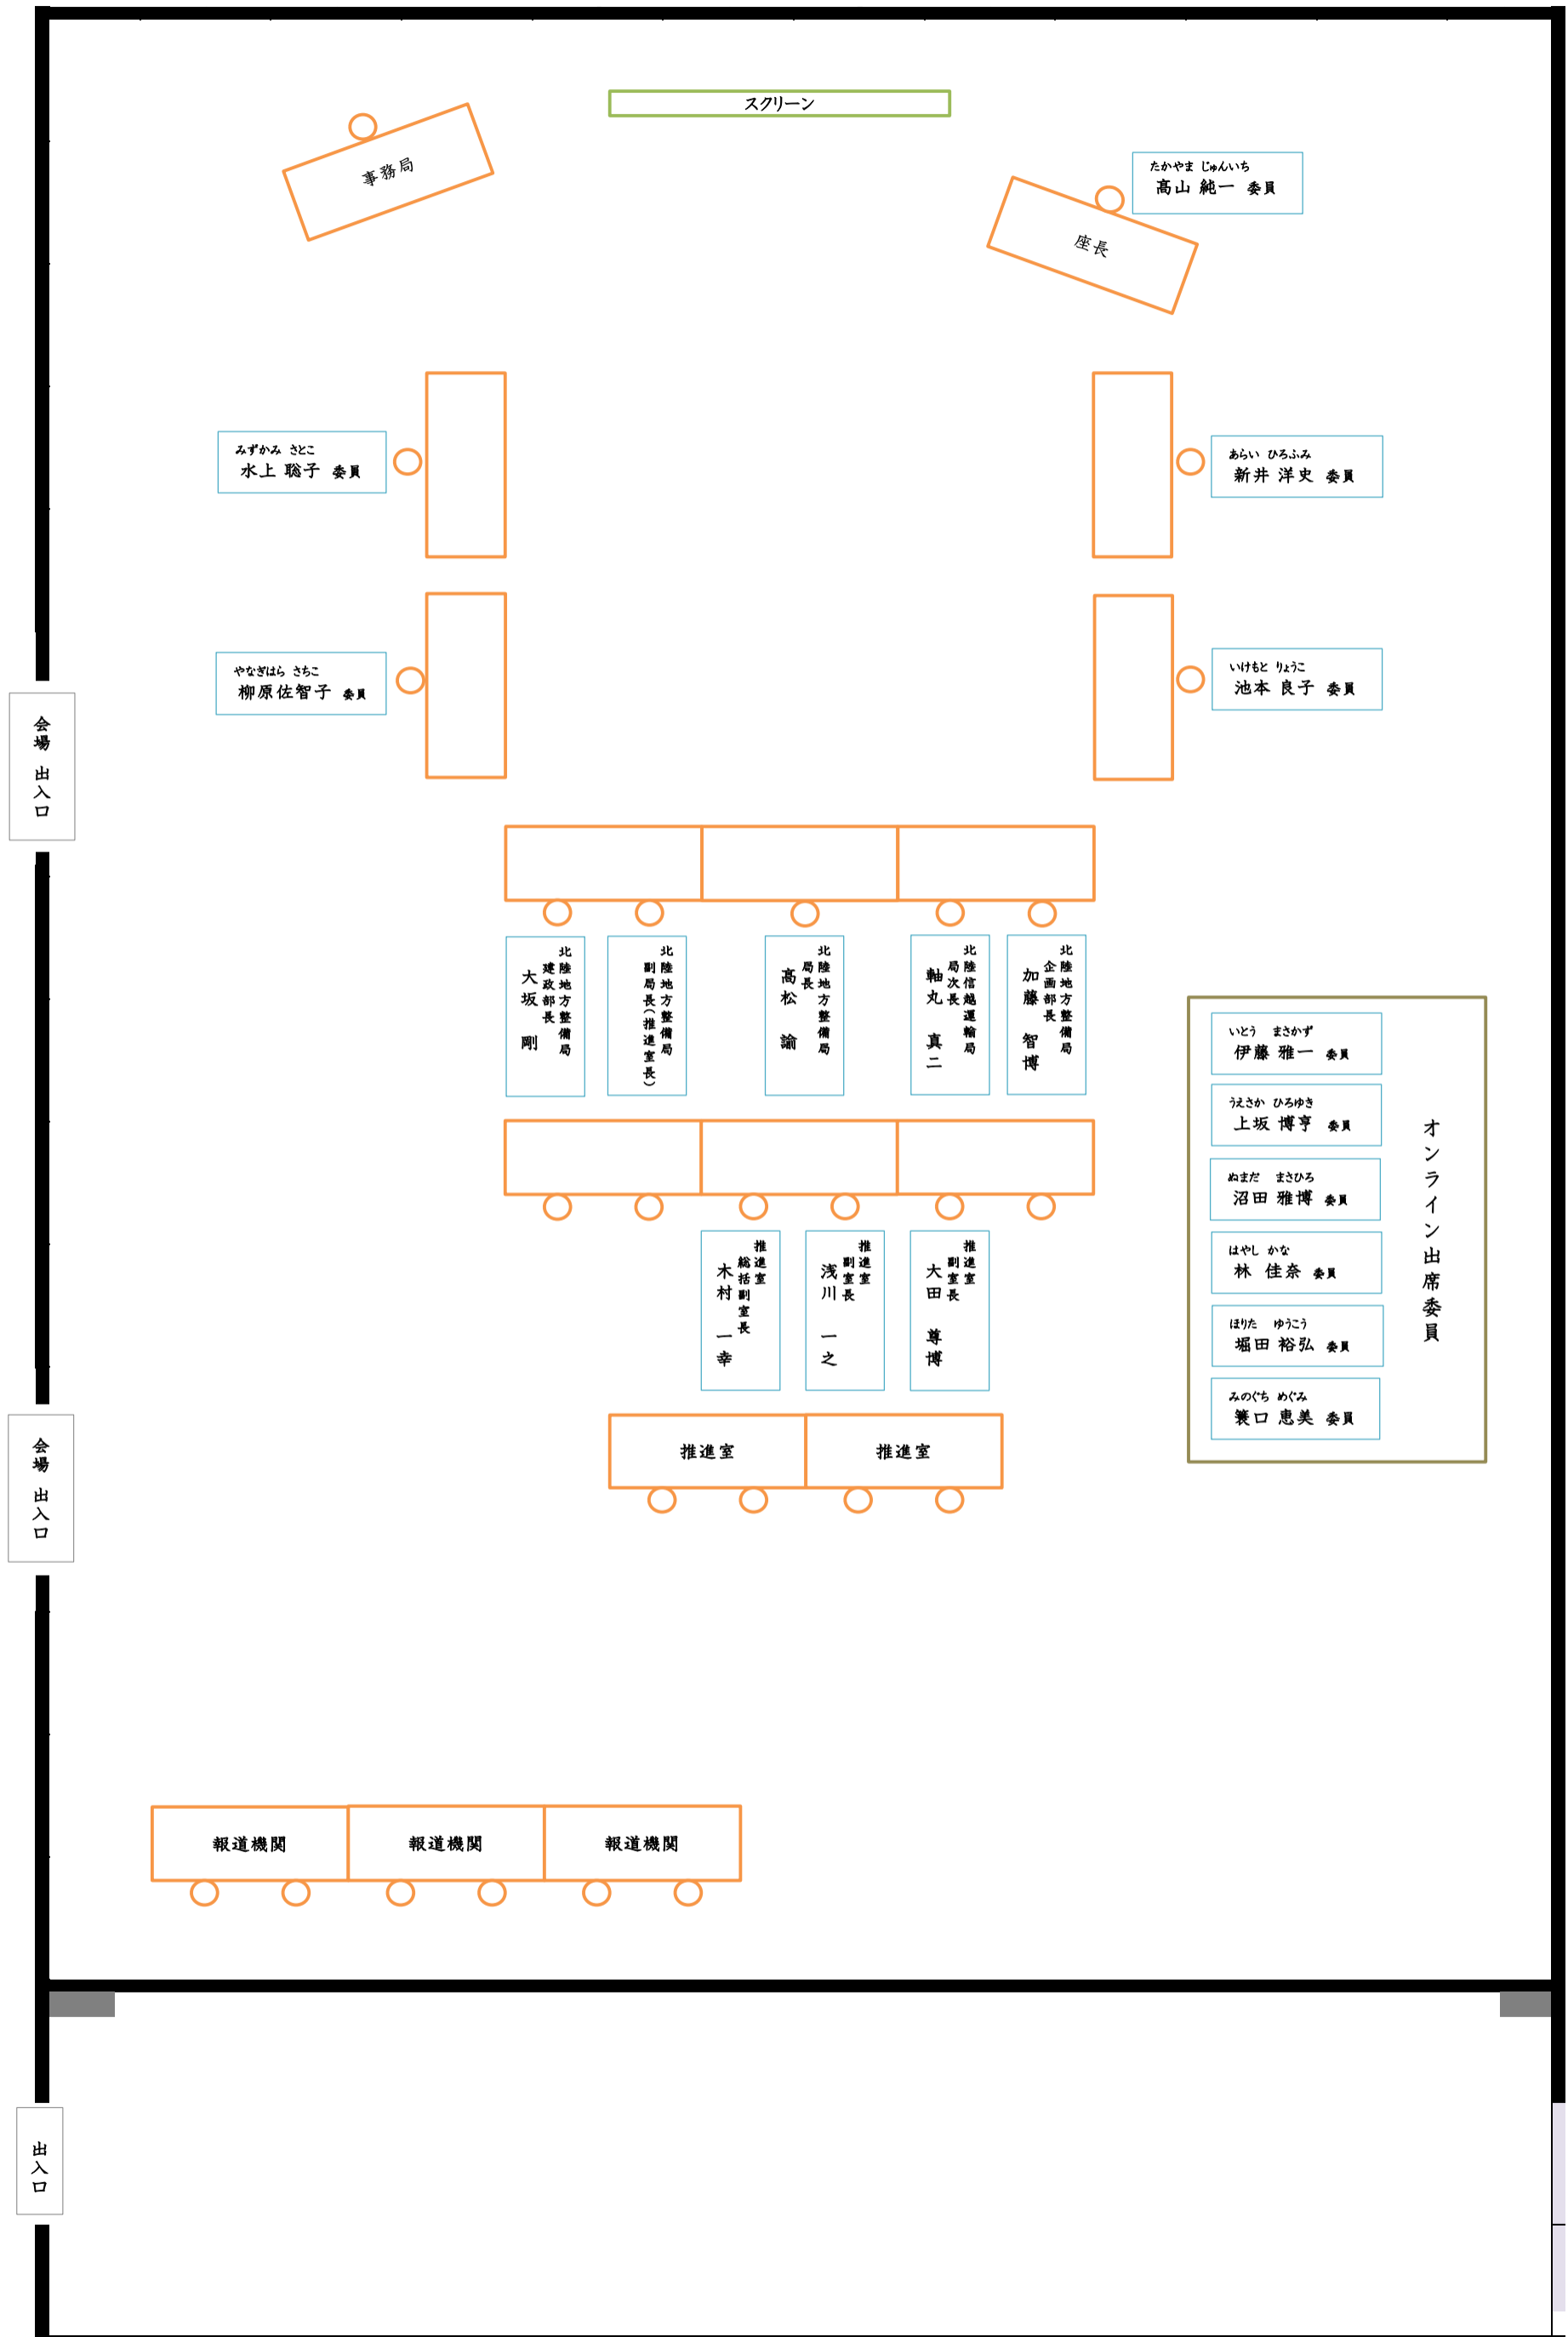 スクリーン
事務局
たかやま じゅんいち
髙山 純一 委員
座長
みずかみ さとこ
水上 聡子 委員
あらい ひろふみ
新井 洋史 委員
やなぎはら さちこ
柳原佐智子 委員
いけもと りょうこ
池本 良子 委員
会場 出入口
北陸地方整備局
建政部長
大坂 剛
北陸地方整備局
副局長(推進室長)
北陸地方整備局
局長
髙松 諭
北陸信越運輸局
局次長
軸丸 真二
北陸地方整備局
企画部長
加藤 智博
オンライン出席委員
いとう まさかず
伊藤 雅一 委員
うえさか ひろゆき
上坂 博亨 委員
ぬまだ まさひろ
沼田 雅博 委員
はやし かな
林 佳奈 委員
ほりた ゆうこう
堀田 裕弘 委員
みのぐち めぐみ
簑口 恵美 委員
推進室
総括副室長
木村 一幸
推進室
副室長
浅川 一之
推進室
副室長
大田 尊博
会場 出入口
推進室
推進室
報道機関
報道機関
報道機関
出入口